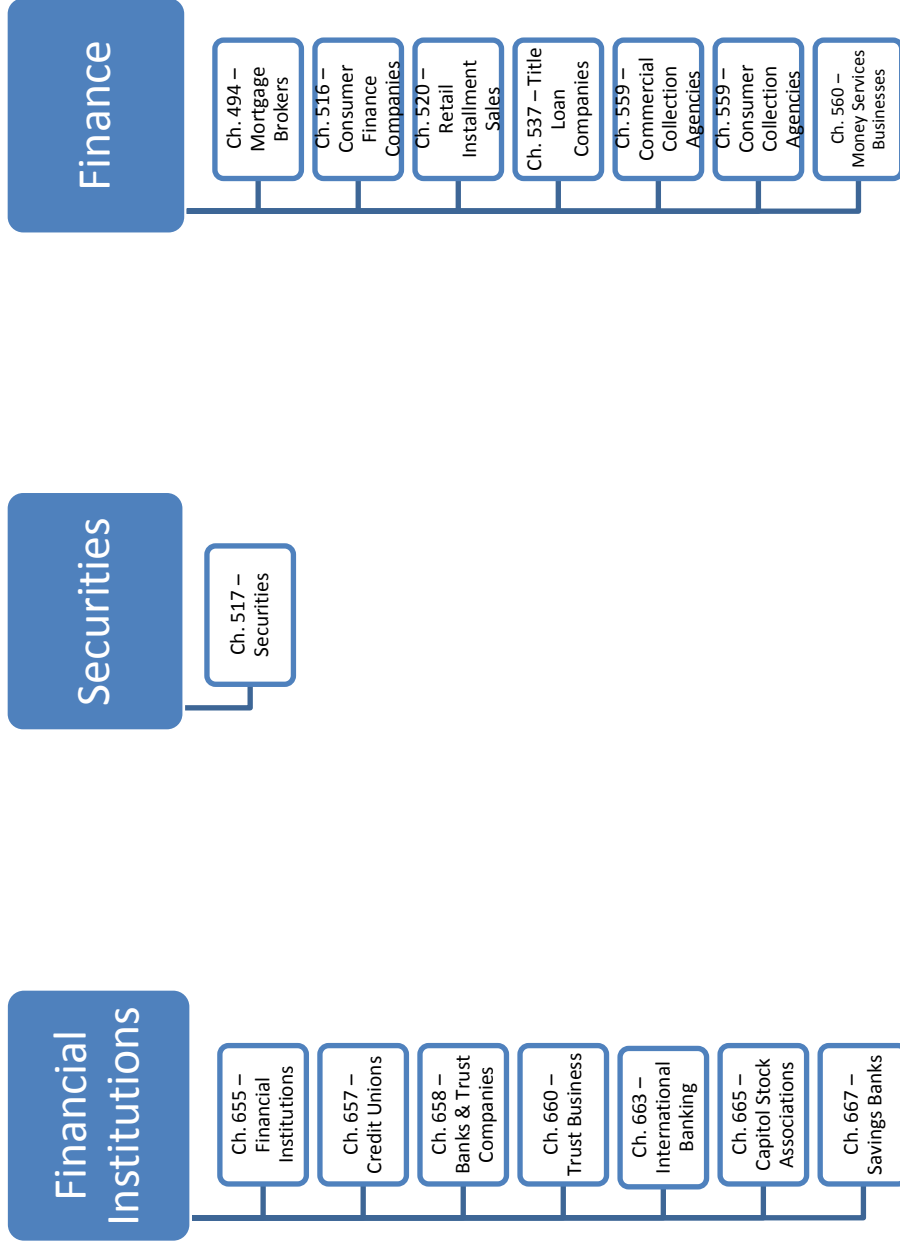 Financial
Institutions
Ch. 655 –
Financial
Institutions
Ch. 657 –
Credit Unions
Ch. 658 –
Banks & Trust
Companies
Ch. 660 –
Trust Business
Ch. 663 –
International
Banking
Ch. 665 –
Capitol Stock
Associations
Ch. 667 –
Savings Banks
Securities
Ch. 517 –
Securities
Finance
Ch. 494 –
Mortgage
Brokers
Ch. 516 –
Consumer
Finance
Companies
Ch. 520 –
Retail
Installment
Sales
Ch. 537 – Title
Loan
Companies
Ch. 559 –
Commercial
Collection
Agencies
Ch. 559 –
Consumer
Collection
Agencies
Ch. 560 –
Money Services
Businesses